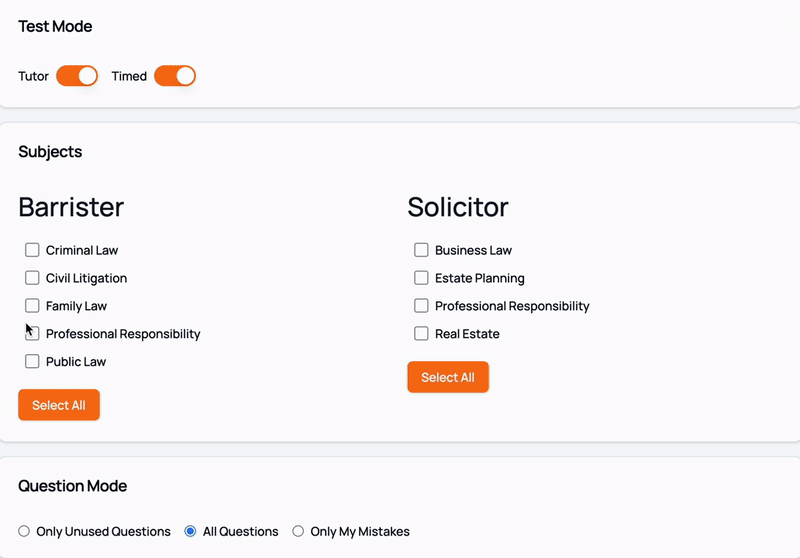 Test Mode
Tutor Timed
Subjects
Barrister
Criminal Law
Civil Litigation
Family Law
Professional Responsibility
Public Law
Select All
Solicitor
Business Law
Estate Planning
Professional Responsibility
Real Estate
Select All
Question Mode
Only Unused Questions All Questions Only My Mistakes